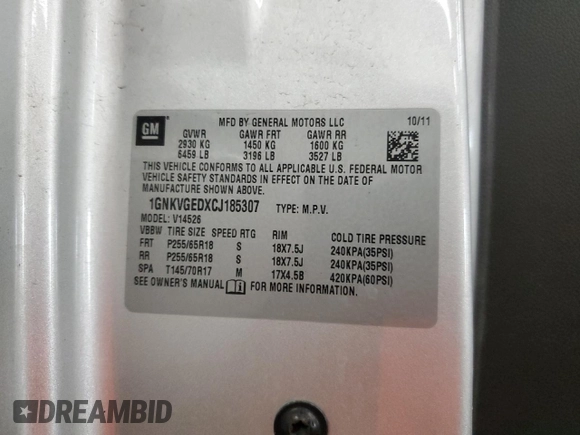 GM
MFD BY GENERAL MOTORS LLC 10/11
GVWR GAWR FRT GAWR RR
2930 KG 1450 KG 1600 KG
6459 LB 3196 LB 3527 LB
THIS VEHICLE CONFORMS TO ALL APPLICABLE U.S. FEDERAL MOTOR
VEHICLE SAFETY STANDARDS IN EFFECT ON THE DATE OF
MANUFACTURE SHOWN ABOVE.
1GNKVGEDXCJ185307 TYPE: M.P.V.
MODEL: V14526
VBBW TIRE SIZE SPEED RTG RIM COLD TIRE PRESSURE
FRT P255/65R18 S 18X7.5J 240KPA(35PSI)
RR P255/65R18 S 18X7.5J 240KPA(35PSI)
SPA T145/70R17 M 17X4.5B 420KPA(60PSI)
SEE OWNER'S MANUAL FOR MORE INFORMATION.
DREAMBID